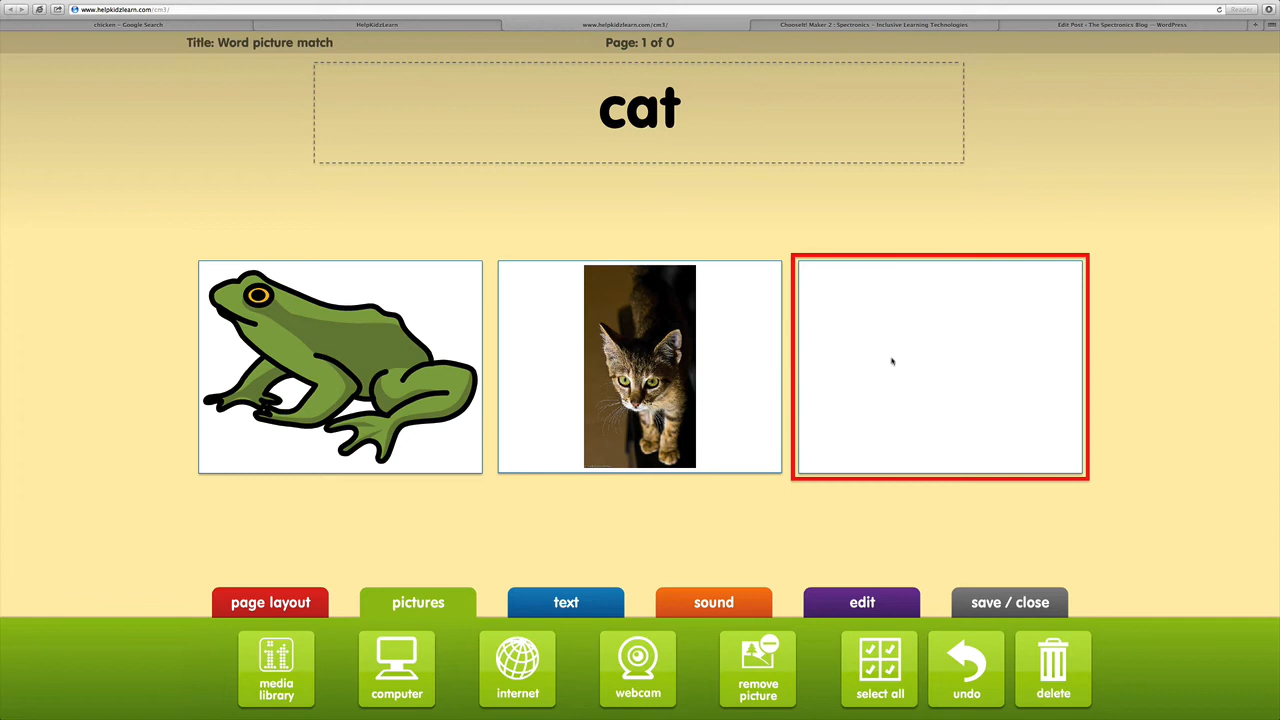 www.helpkidzlearn.com/cm3/
Reader
chicken - Google Search
HelpKidzLearn
www.helpkidzlearn.com/cm3/
ChooseIt! Maker 2 : Spectronics - Inclusive Learning Technologies
Edit Post ‹ The Spectronics Blog — WordPress
Title: Word picture match
Page: 1 of 0
cat
page layout
pictures
text
sound
edit
save / close
media
library
computer
internet
webcam
remove
picture
select all
undo
delete